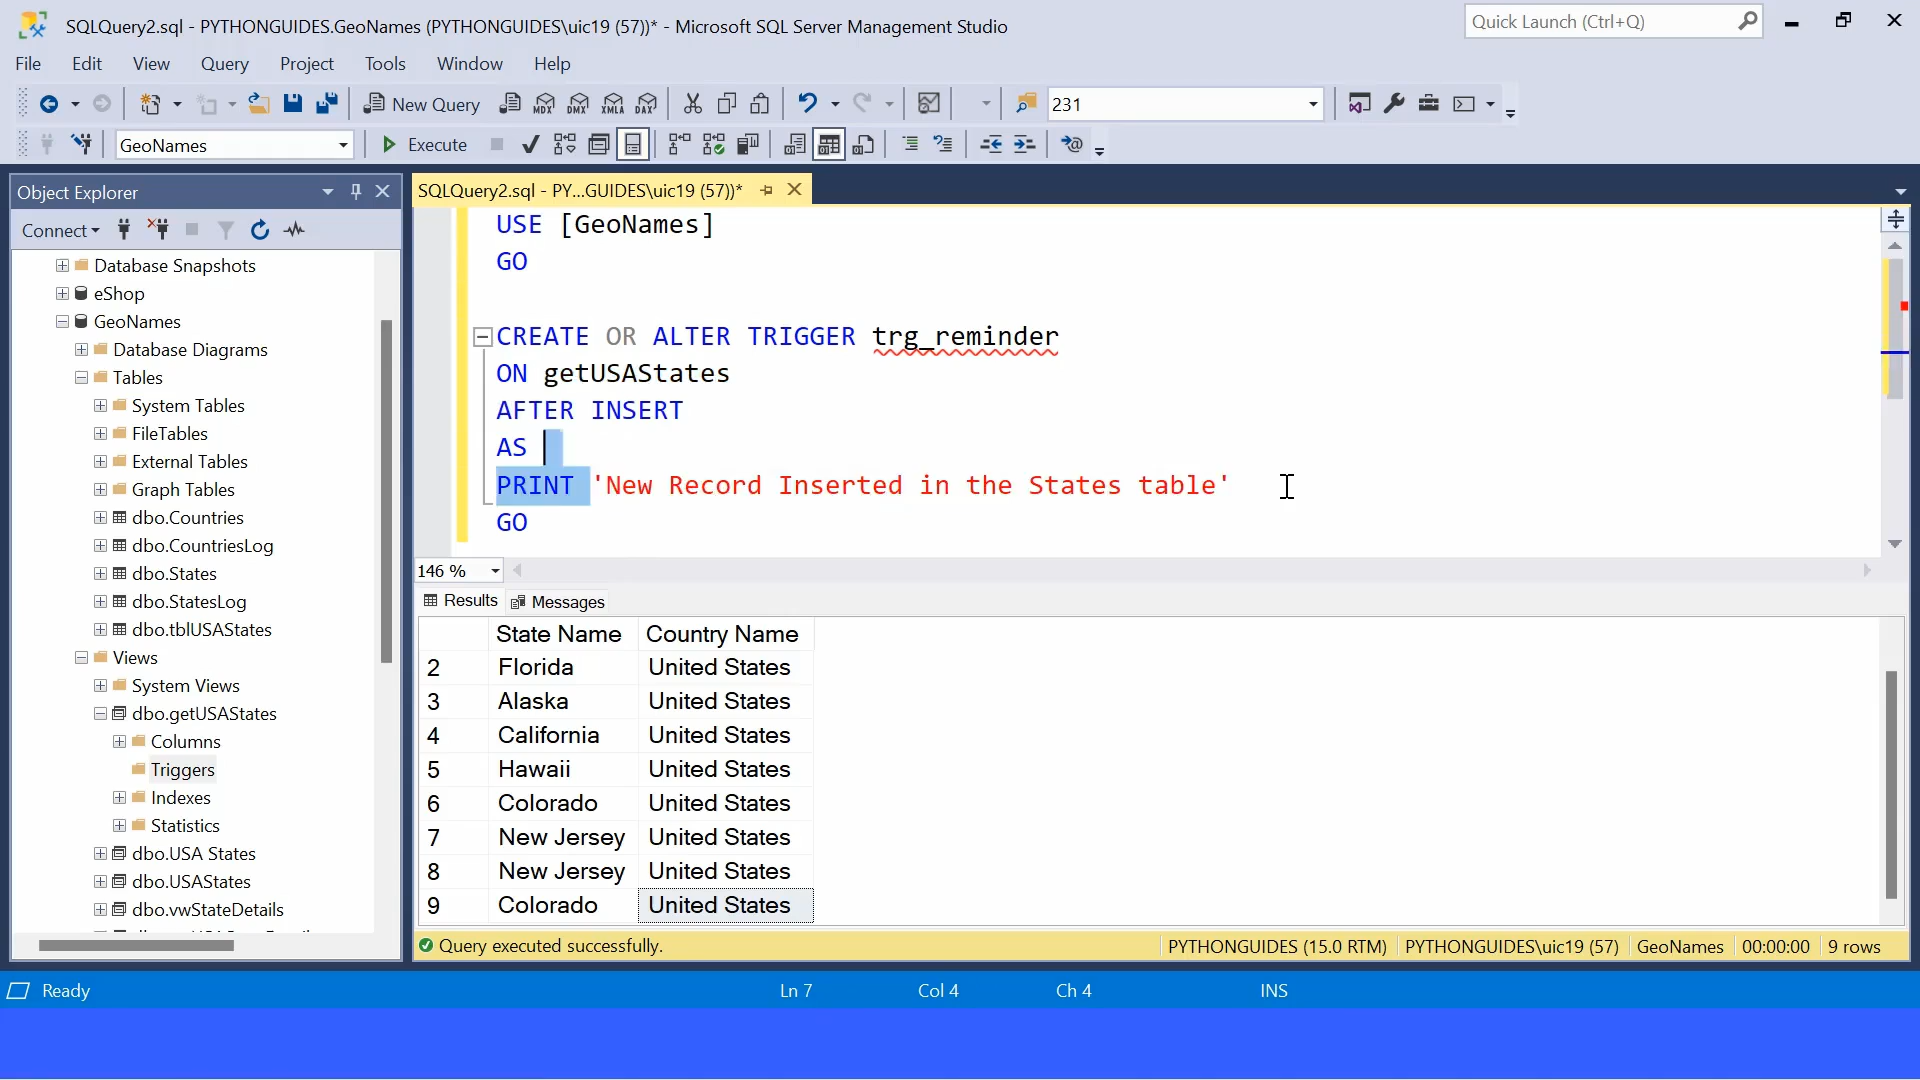 SQLQuery2.sql - PYTHONGUIDES.GeoNames (PYTHONGUIDES\uic19 (57))* - Microsoft SQL Server Management Studio
Quick Launch (Ctrl+Q)
File Edit View Query Project Tools Window Help
New Query MDX DMX XMLA DAX 231
GeoNames Execute
Object Explorer
SQLQuery2.sql - PY...GUIDES\uic19 (57))*
Connect
Database Snapshots
eShop
GeoNames
Database Diagrams
Tables
System Tables
FileTables
External Tables
Graph Tables
dbo.Countries
dbo.CountriesLog
dbo.States
dbo.StatesLog
dbo.tblUSAStates
Views
System Views
dbo.getUSAStates
Columns
Triggers
Indexes
Statistics
dbo.USA States
dbo.USAStates
dbo.vwStateDetails
USE [GeoNames]
GO
CREATE OR ALTER TRIGGER trg_reminder
ON getUSAStates
AFTER INSERT
AS
PRINT 'New Record Inserted in the States table'
GO
146 %
Results Messages
State Name Country Name
2 Florida United States
3 Alaska United States
4 California United States
5 Hawaii United States
6 Colorado United States
7 New Jersey United States
8 New Jersey United States
9 Colorado United States
Query executed successfully. PYTHONGUIDES (15.0 RTM) PYTHONGUIDES\uic19 (57) GeoNames 00:00:00 9 rows
Ready Ln 7 Col 4 Ch 4 INS